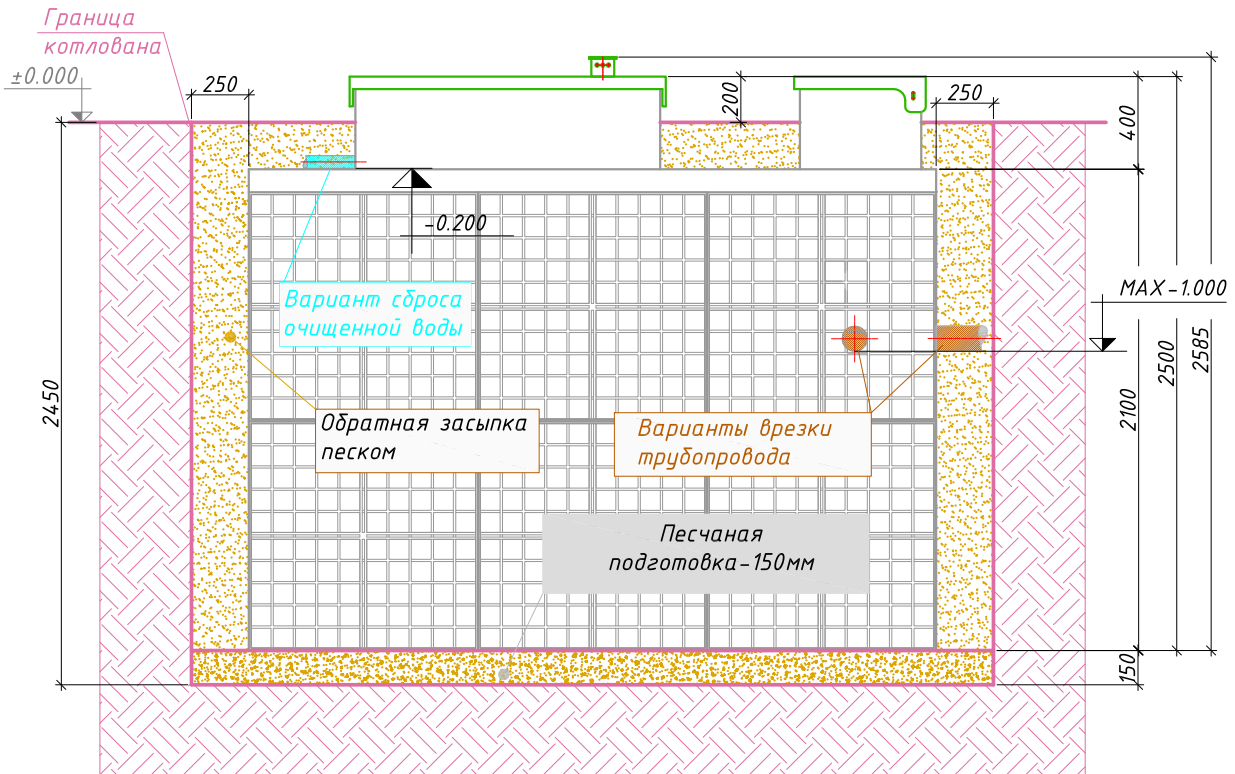 Граница
котлована
±0.000
250
200
250
400
-0.200
MAX-1.000
Вариант сброса
очищенной воды
2450
2100
2500
2585
Обратная засыпка
песком
Варианты врезки
трубопровода
Песчаная
подготовка-150мм
150